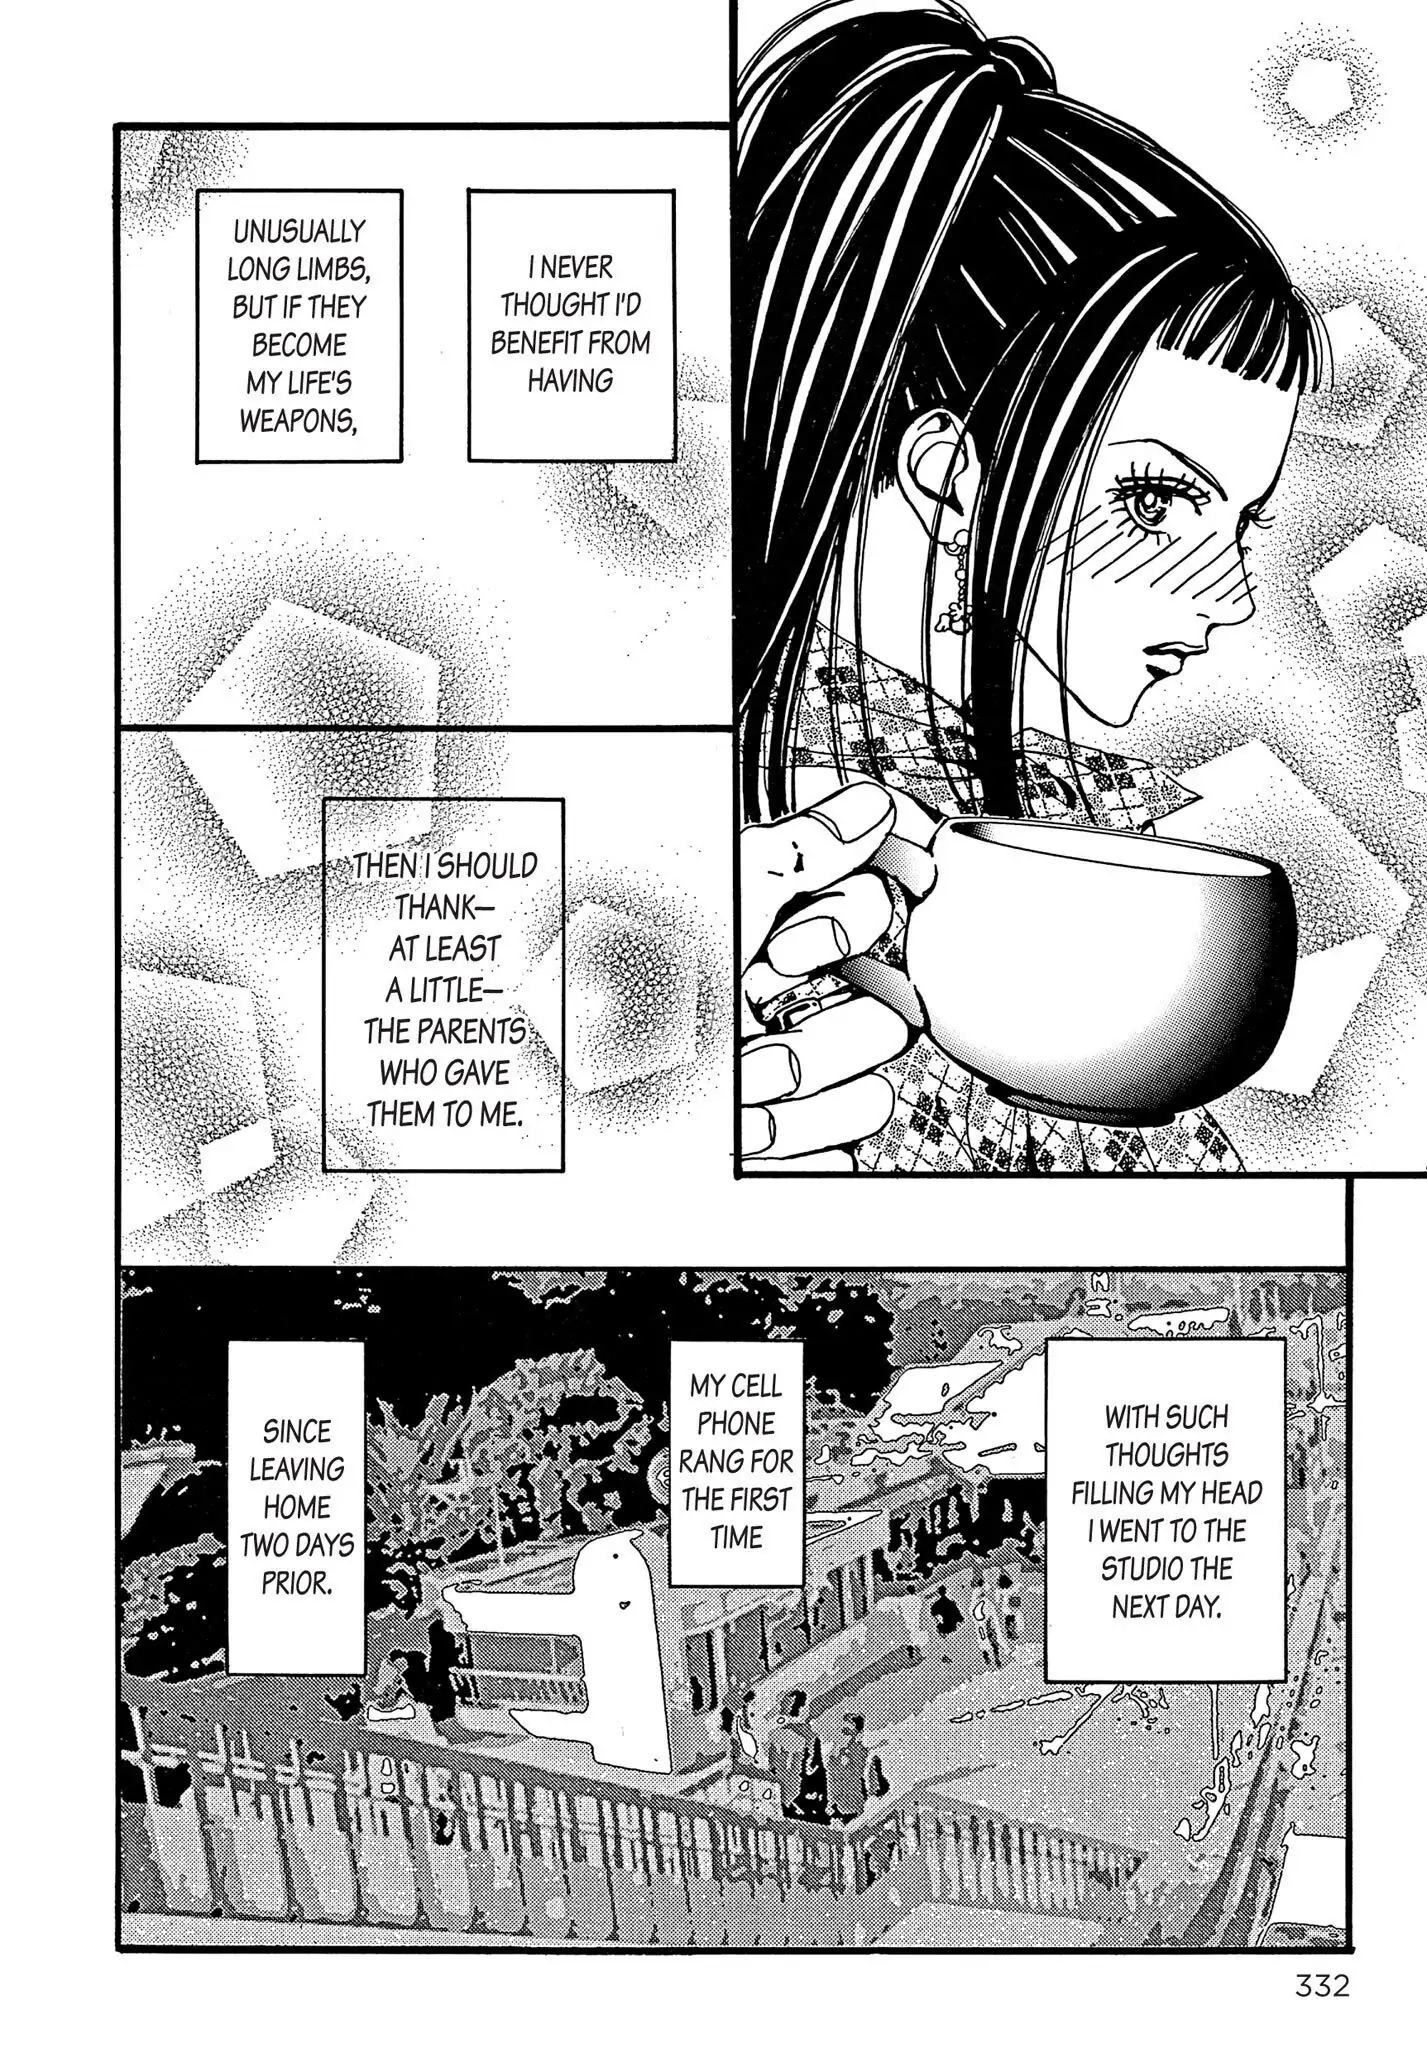 I NEVER
THOUGHT I'D
BENEFIT FROM
HAVING
UNUSUALLY
LONG LIMBS,
BUT IF THEY
BECOME
MY LIFE'S
WEAPONS,
THEN I SHOULD
THANK—
AT LEAST
A LITTLE—
THE PARENTS
WHO GAVE
THEM TO ME.
WITH SUCH
THOUGHTS
FILLING MY HEAD
I WENT TO THE
STUDIO THE
NEXT DAY.
MY CELL
PHONE
RANG FOR
THE FIRST
TIME
SINCE
LEAVING
HOME
TWO DAYS
PRIOR.
332